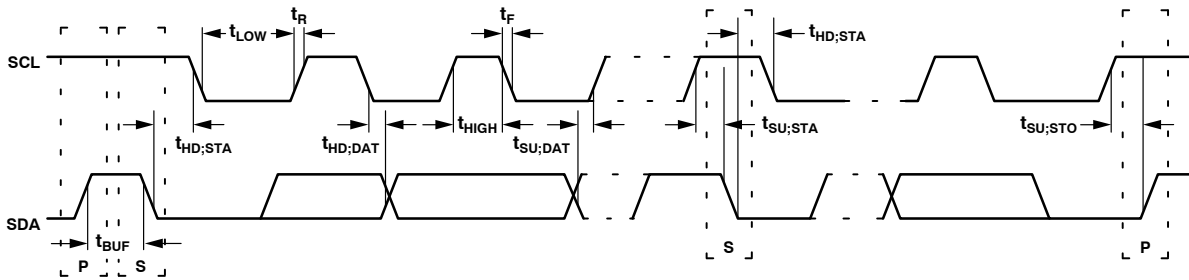 tR
tF
tLOW
tHD;STA
SCL
tHD;STA
tHD;DAT
tHIGH
tSU;DAT
tSU;STA
tSU;STO
SDA
tBUF
P
S
S
P